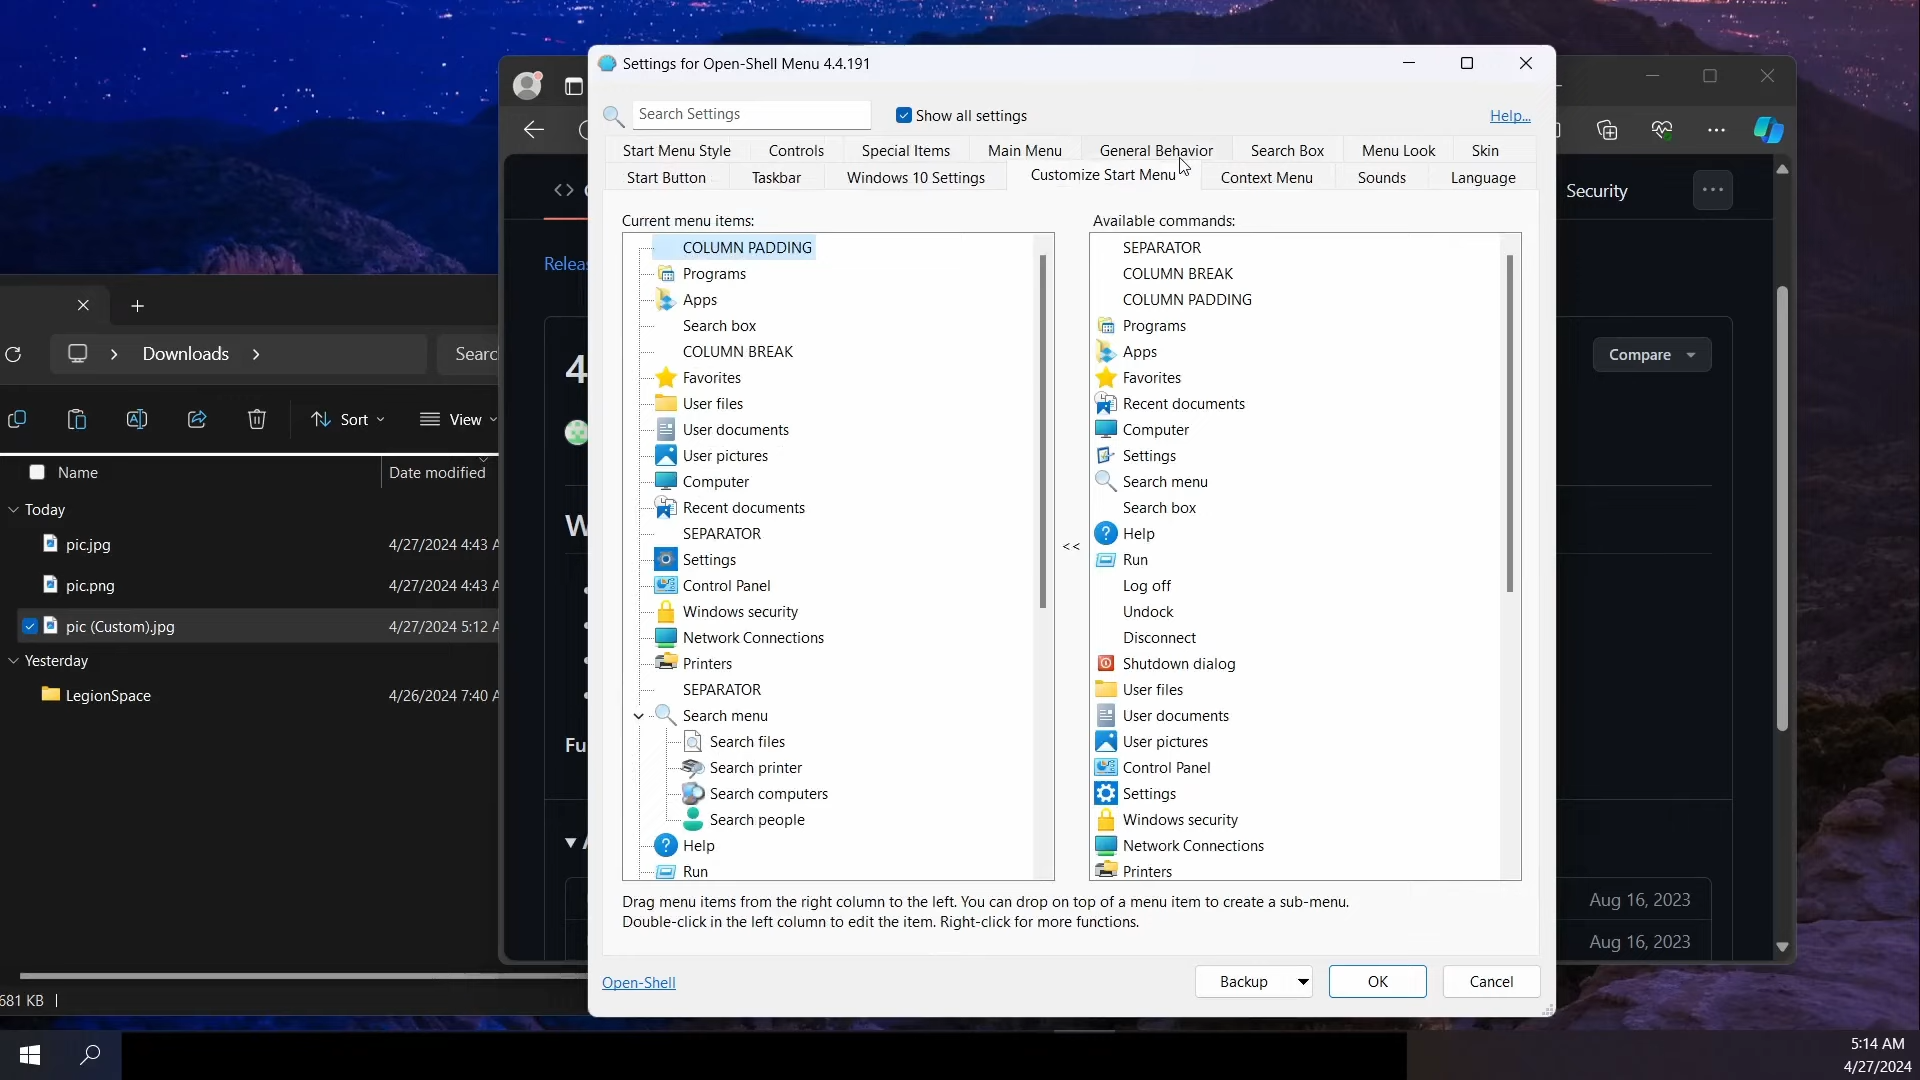 Settings for Open-Shell Menu 4.4.191
Search Settings
Show all settings
Help...
Start Menu Style
Controls
Special Items
Main Menu
General Behavior
Search Box
Menu Look
Skin
Start Button
Taskbar
Windows 10 Settings
Customize Start Menu
Context Menu
Sounds
Language
Current menu items:
COLUMN PADDING
Programs
Apps
Search box
COLUMN BREAK
Favorites
User files
User documents
User pictures
Computer
Recent documents
SEPARATOR
Settings
Control Panel
Windows security
Network Connections
Printers
SEPARATOR
Search menu
Search files
Search printer
Search computers
Search people
Help
Run
<<
Available commands:
SEPARATOR
COLUMN BREAK
COLUMN PADDING
Programs
Apps
Favorites
Recent documents
Computer
Settings
Search menu
Search box
Help
Run
Log off
Undock
Disconnect
Shutdown dialog
User files
User documents
User pictures
Control Panel
Settings
Windows security
Network Connections
Printers
Drag menu items from the right column to the left. You can drop on top of a menu item to create a sub-menu.
Double-click in the left column to edit the item. Right-click for more functions.
Open-Shell
Backup
OK
Cancel
Downloads
Sort
View
Name
Date modified
Today
pic.jpg
4/27/2024 4:43
pic.png
4/27/2024 4:43
pic (Custom).jpg
4/27/2024 5:12
Yesterday
LegionSpace
4/26/2024 7:40
681 KB
Security
Compare
Aug 16, 2023
Aug 16, 2023
5:14 AM
4/27/2024